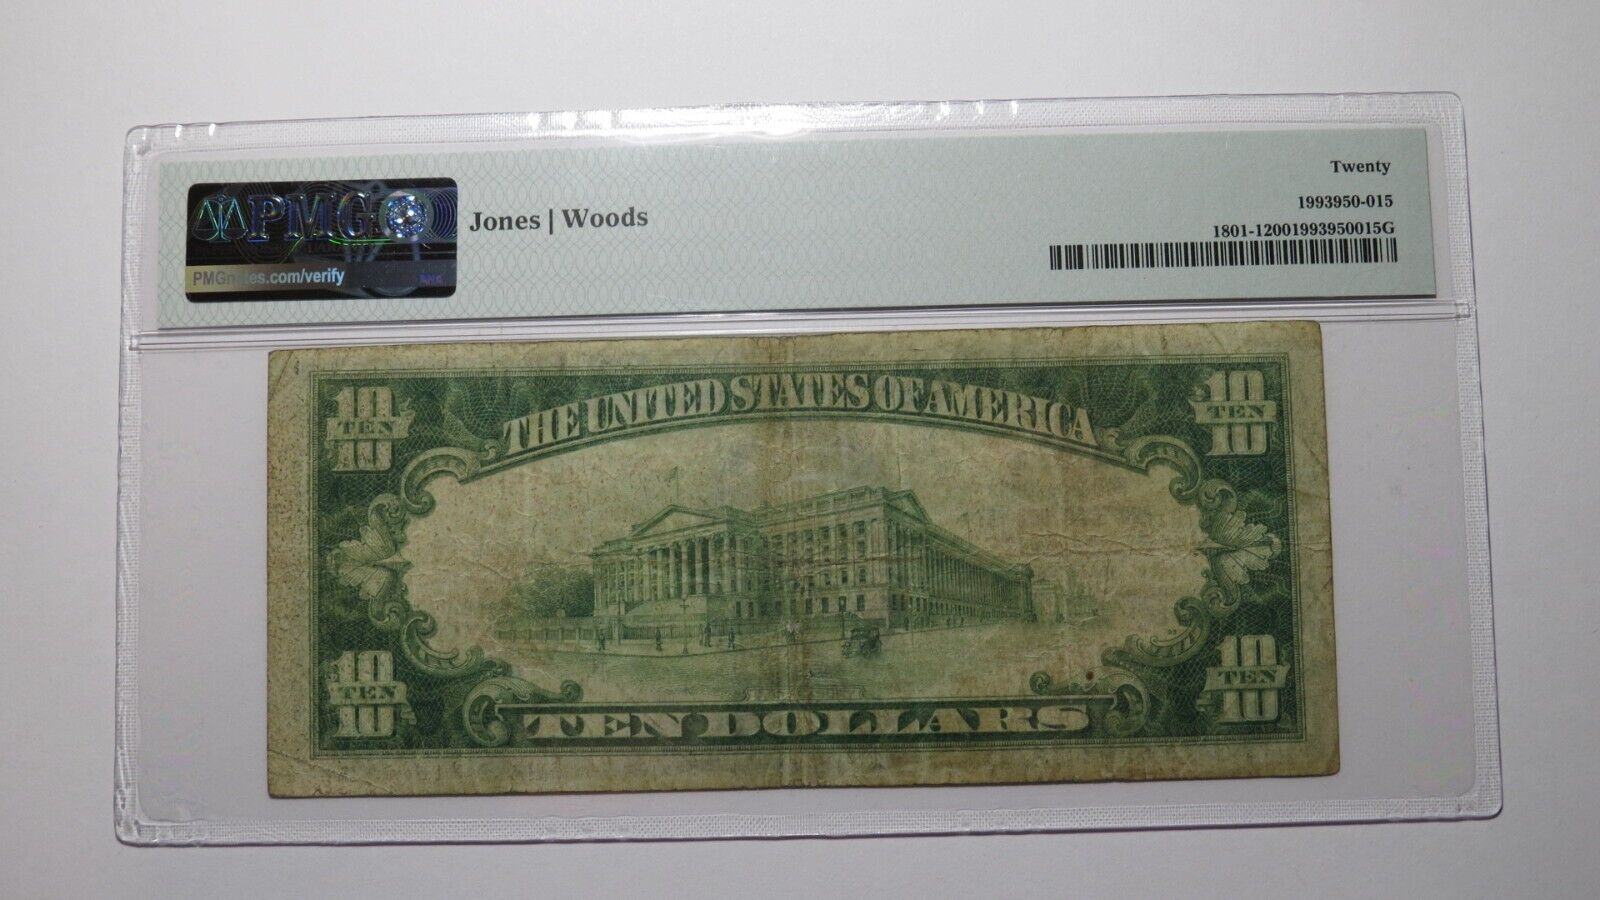 Twenty
PMG
Jones | Woods
1993950-015
1801-12001993950015G
PMGnotes.com/verify
10 TEN 10
THE UNITED STATES OF AMERICA
10 TEN 10
10 TEN 10
TEN DOLLARS
10 TEN 10